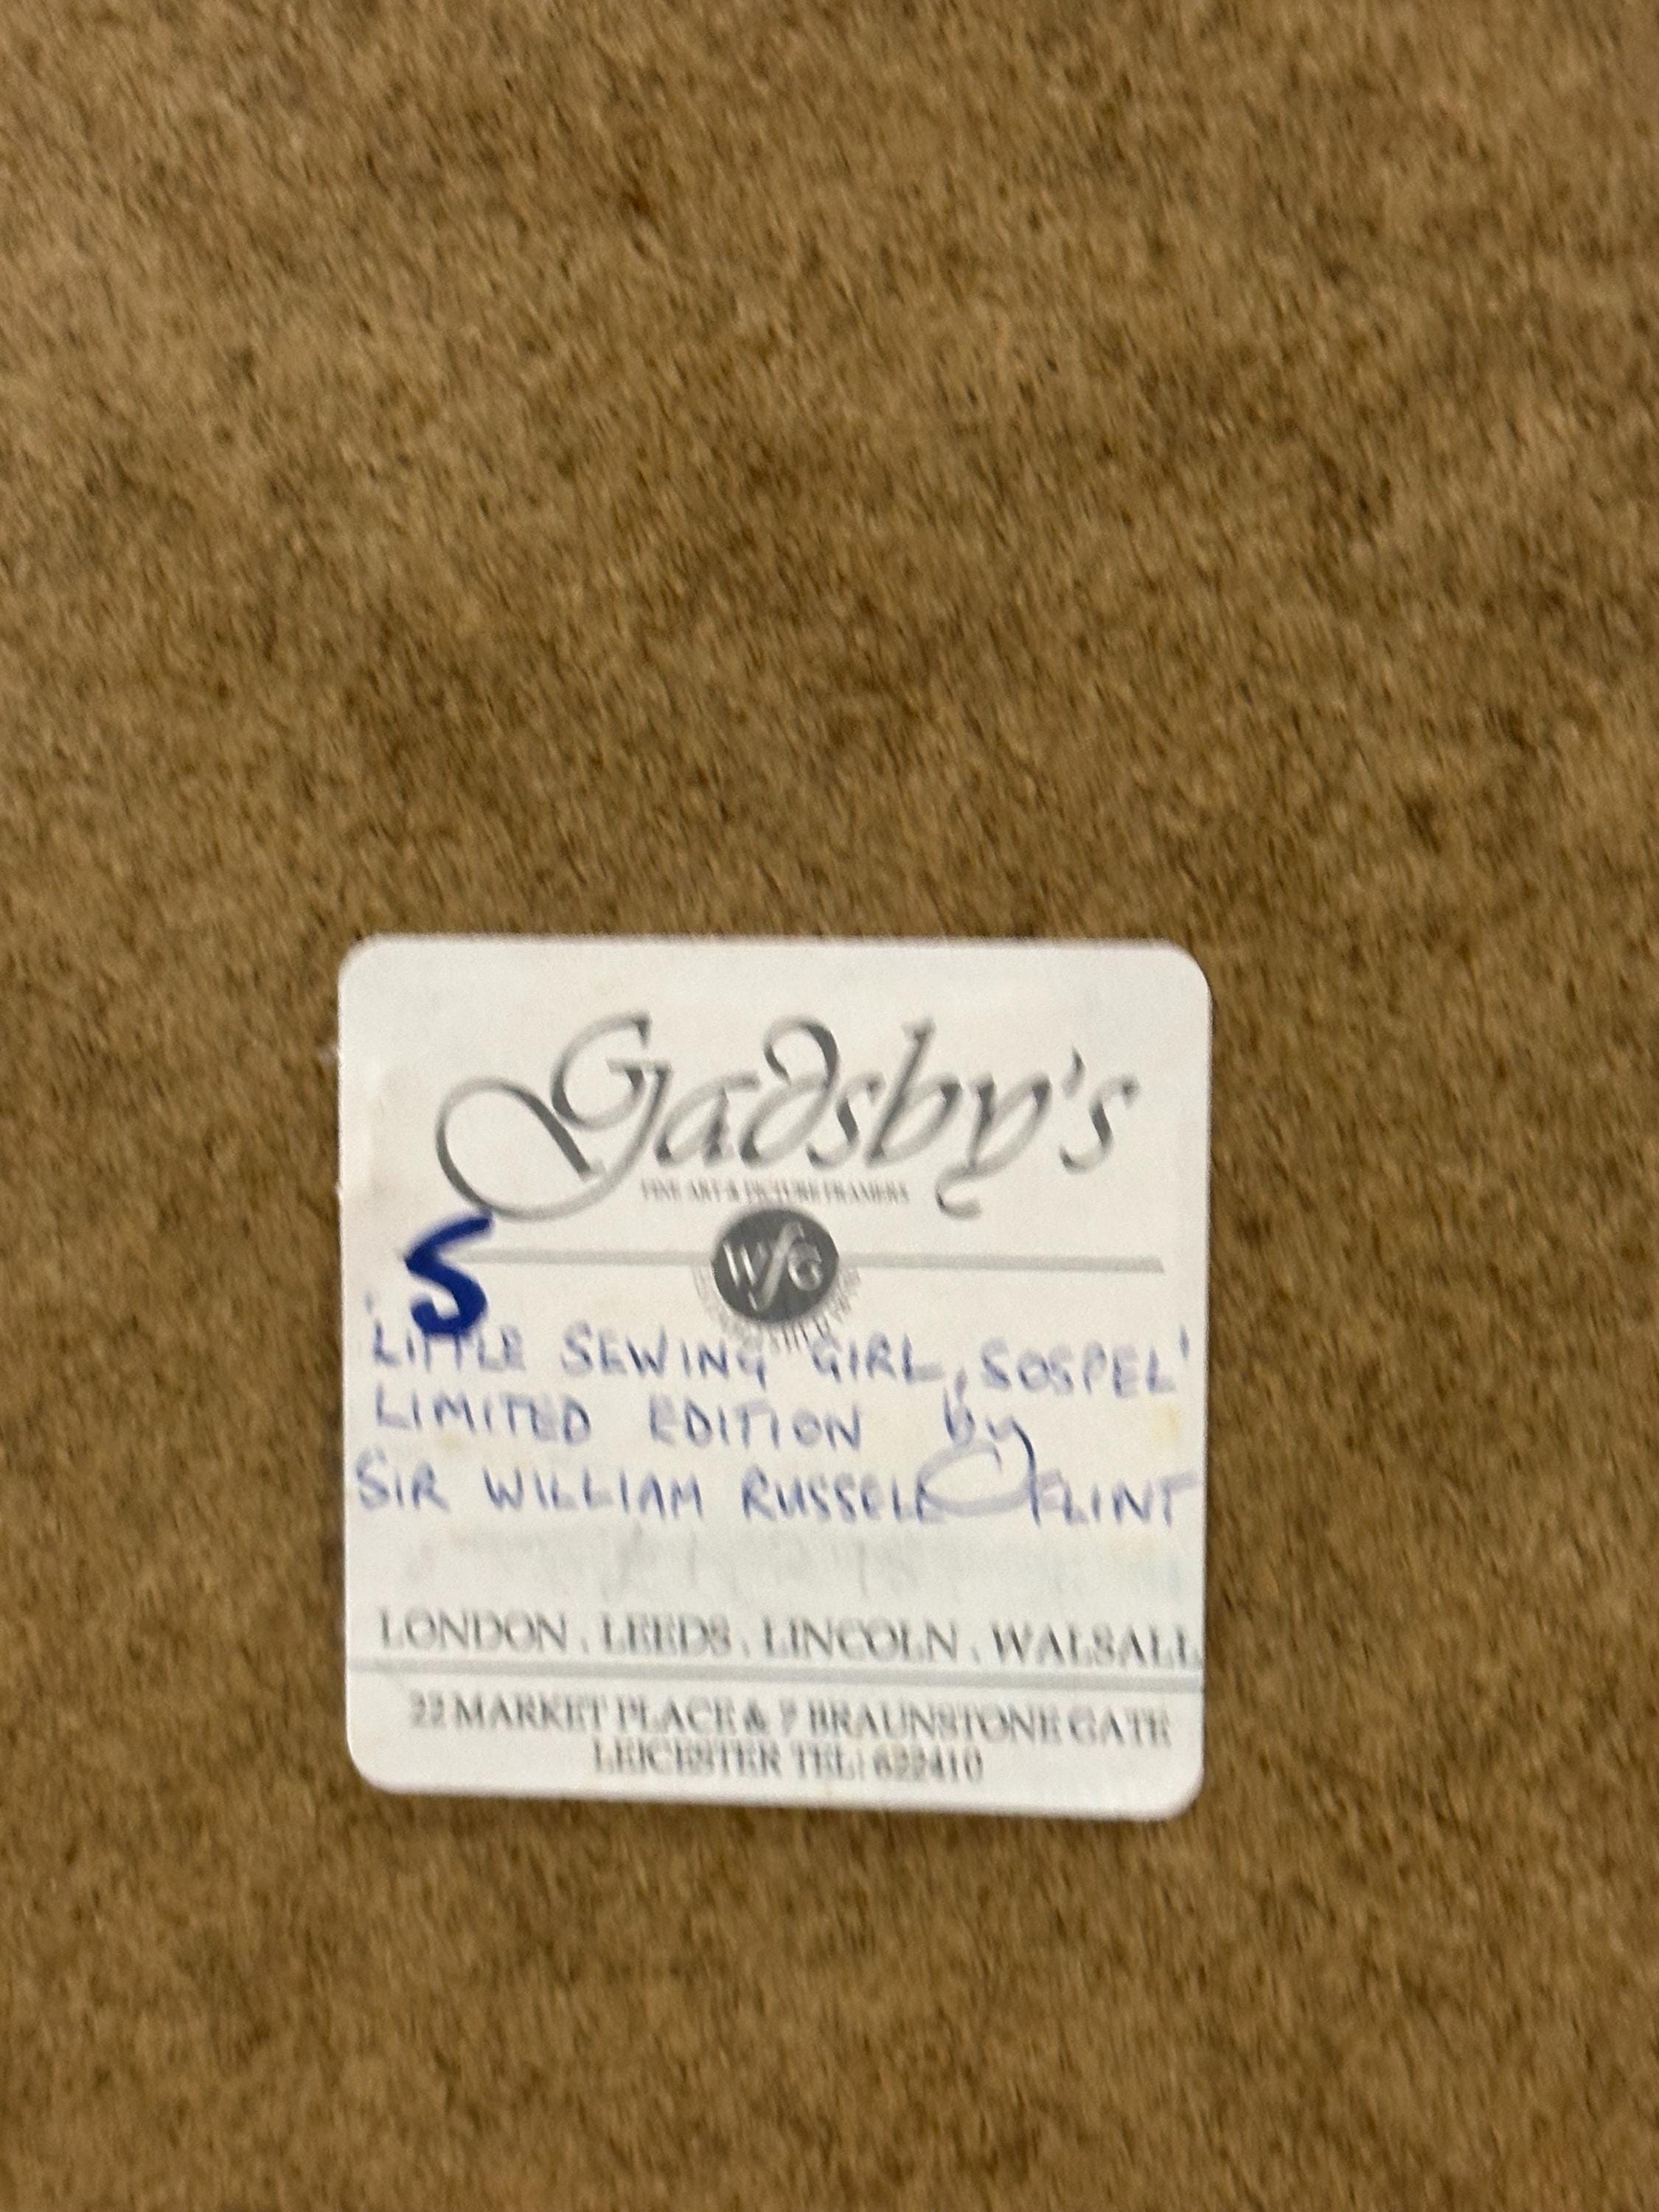 Gadsby's
FINE ART & PICTURE FRAMERS
WfG
S
'LITTLE SEWING GIRL, SOSPEL'
LIMITED EDITION by
SIR WILLIAM RUSSELL FLINT
LONDON . LEEDS . LINCOLN . WALSALL
22 MARKET PLACE & 7 BRAUNSTONE GATE
LEICESTER TEL: 622410